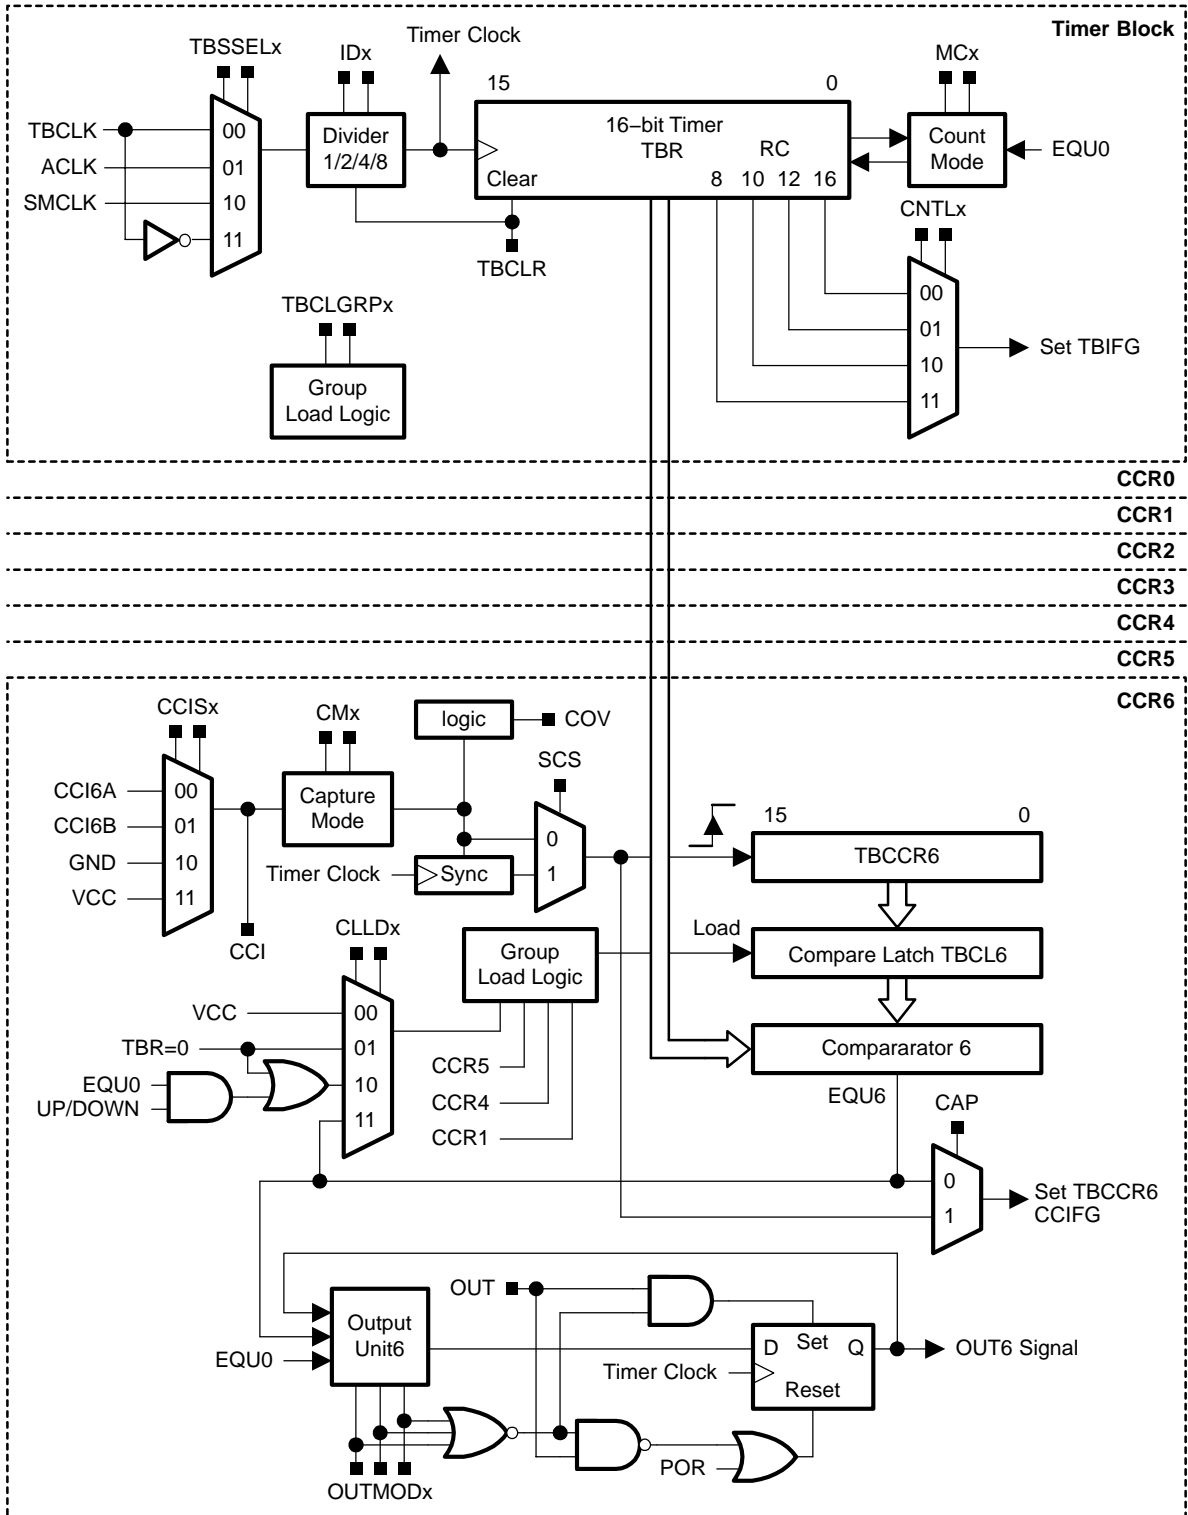 Timer Block
Timer Clock
TBSSELx
IDx
MCx
15
0
TBCLK
ACLK
SMCLK
00
01
10
11
Divider
1/2/4/8
16−bit Timer
TBR
RC
Clear
8
10
12
16
Count
Mode
EQU0
CNTLx
TBCLR
TBCLGRPx
Group
Load Logic
00
01
10
11
Set TBIFG
CCR0
CCR1
CCR2
CCR3
CCR4
CCR5
CCR6
CCISx
CMx
logic
COV
SCS
CCI6A
CCI6B
GND
VCC
00
01
10
11
Capture
Mode
0
1
Timer Clock
Sync
15
0
TBCCR6
CCI
CLLDx
Group
Load Logic
Load
Compare Latch TBCL6
VCC
TBR=0
EQU0
UP/DOWN
00
01
10
11
CCR5
CCR4
CCR1
Compararator 6
EQU6
CAP
0
1
Set TBCCR6
CCIFG
OUT
Output
Unit6
EQU0
D
Set
Q
Timer Clock
Reset
OUT6 Signal
POR
OUTMODx